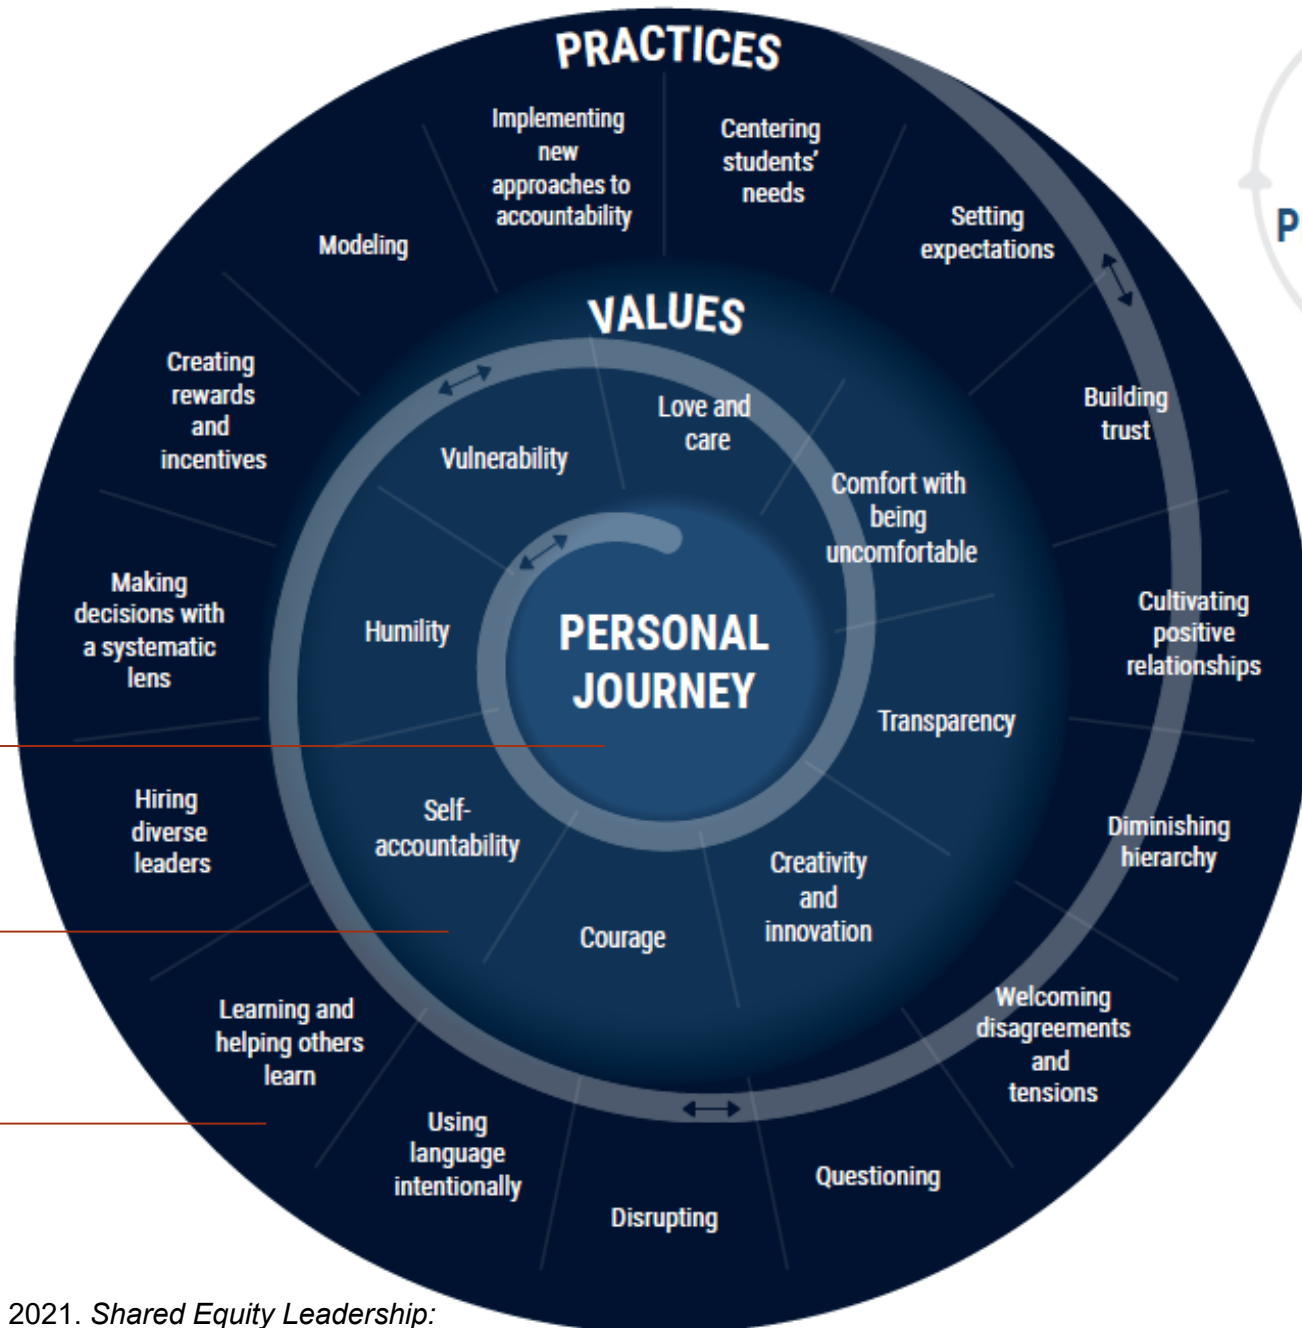 PRACTICES
Implementing
new
approaches to
accountability
Centering
students’
needs
Setting
expectations
Building
trust
Cultivating
positive
relationships
Diminishing
hierarchy
Welcoming
disagreements
and
tensions
Questioning
Disrupting
Using
language
intentionally
Learning and
helping others
learn
Hiring
diverse
leaders
Making
decisions with
a systematic
lens
Creating
rewards
and
incentives
Modeling
VALUES
Love and
care
Comfort with
being
uncomfortable
Transparency
Creativity
and
innovation
Courage
Self-
accountability
Humility
Vulnerability
PERSONAL
JOURNEY
P
2021. Shared Equity Leadership: